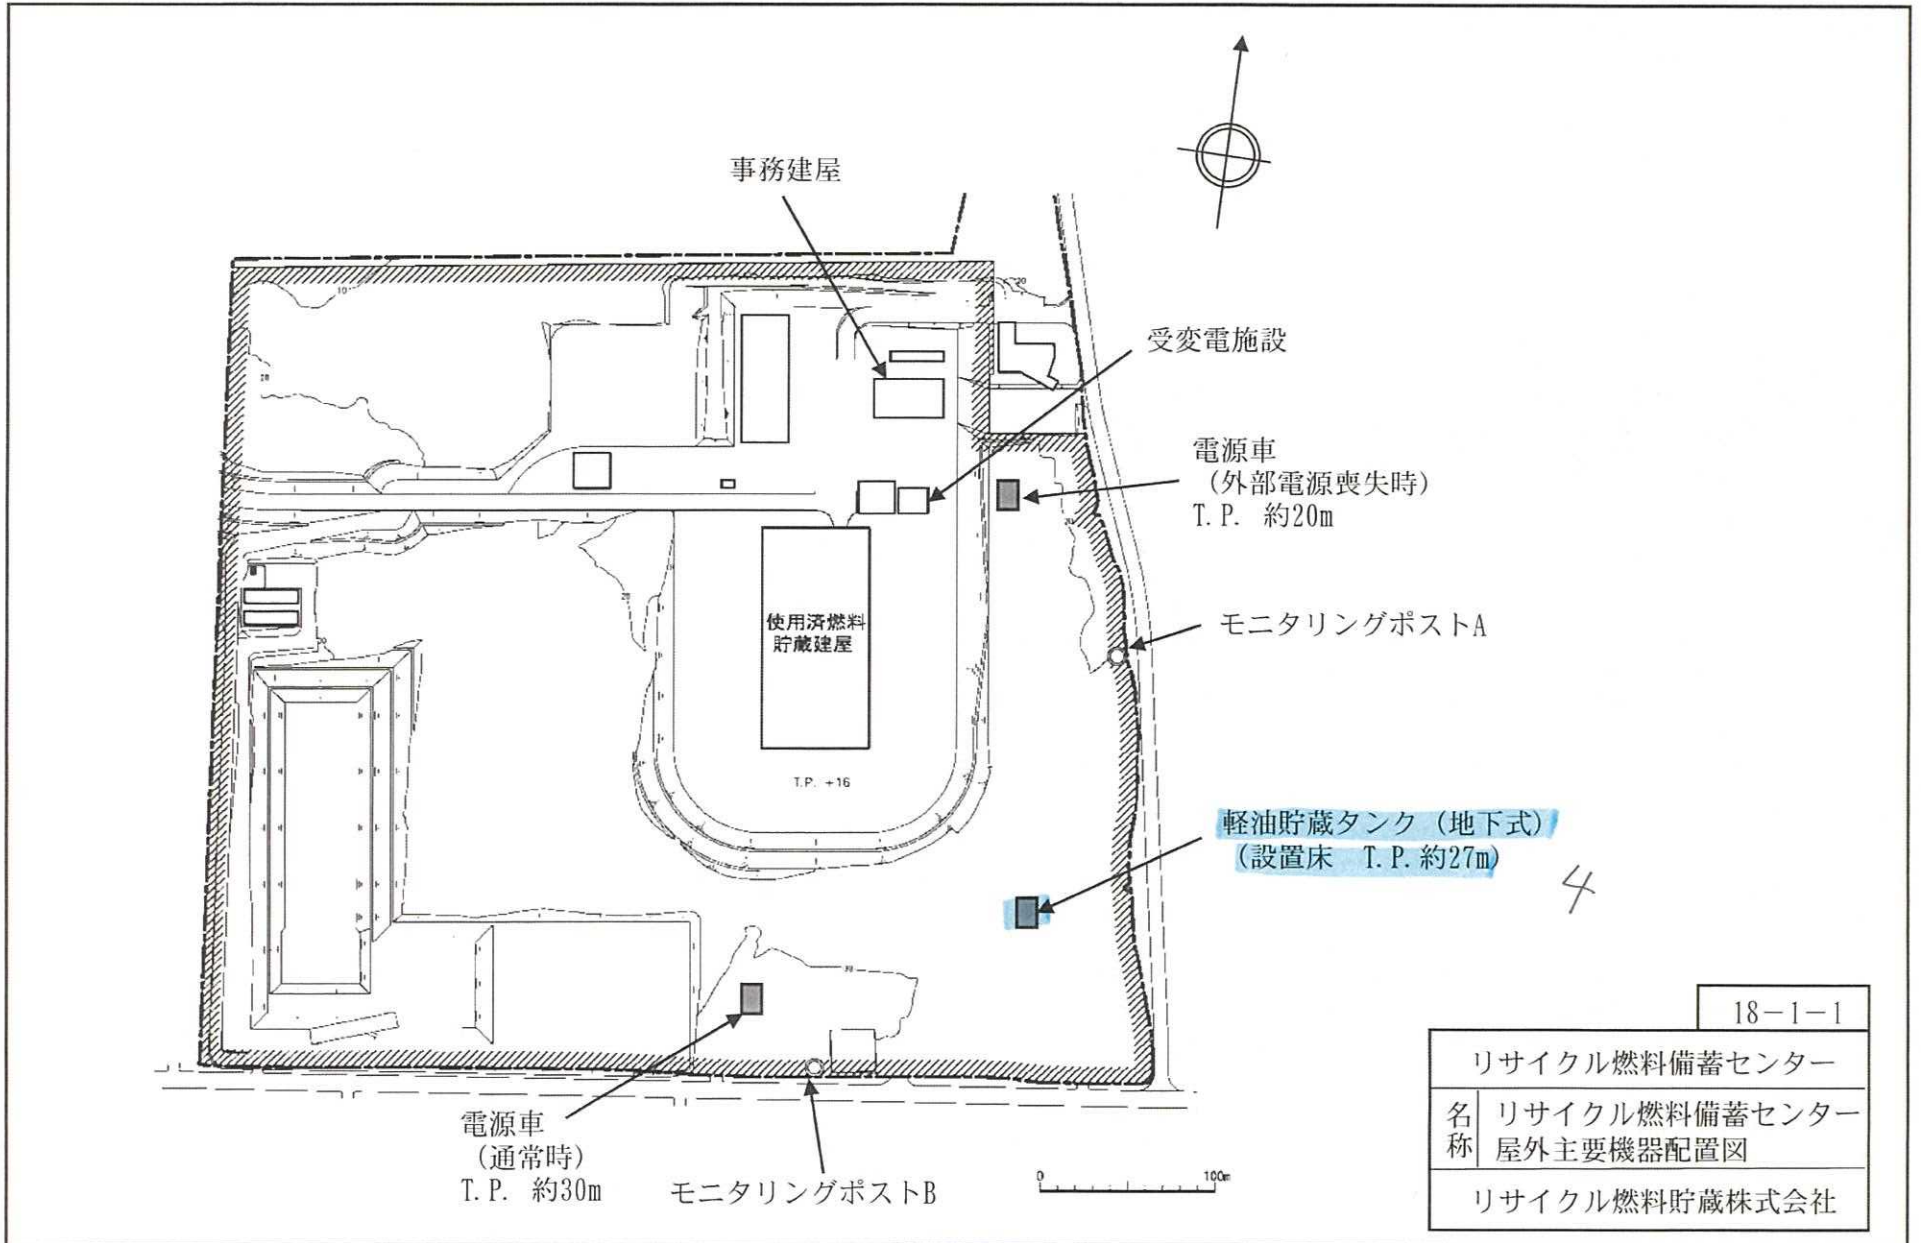 事務建屋
受変電施設
電源車
(外部電源喪失時)
T.P. 約20m
使用済燃料
貯蔵建屋
モニタリングポストA
T.P. +16
軽油貯蔵タンク(地下式)
(設置床 T.P.約27m)
4
電源車
(通常時)
T.P. 約30m
モニタリングポストB
0 100m
18-1-1
リサイクル燃料備蓄センター
名称
リサイクル燃料備蓄センター
屋外主要機器配置図
リサイクル燃料貯蔵株式会社
10
20
20